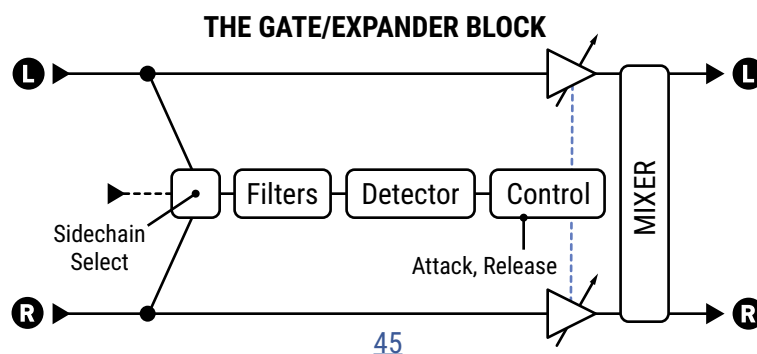 THE GATE/EXPANDER BLOCK
L
L
Filters
Detector
Control
MIXER
Sidechain
Select
Attack, Release
R
R
45